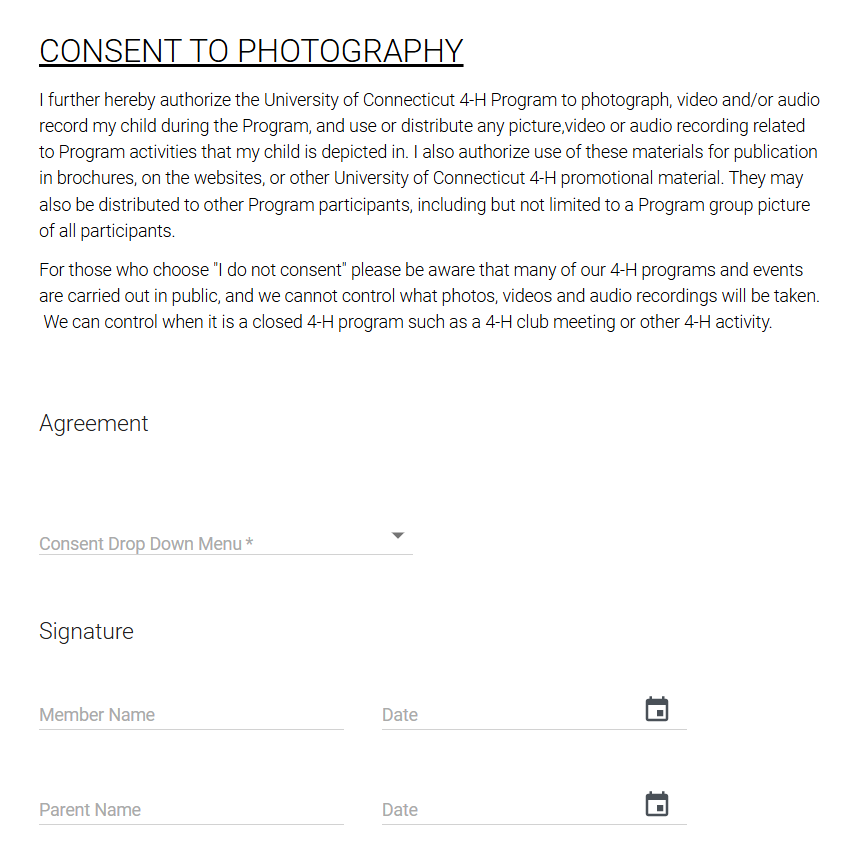 CONSENT TO PHOTOGRAPHY
I further hereby authorize the University of Connecticut 4-H Program to photograph, video and/or audio
record my child during the Program, and use or distribute any picture,video or audio recording related
to Program activities that my child is depicted in. I also authorize use of these materials for publication
in brochures, on the websites, or other University of Connecticut 4-H promotional material. They may
also be distributed to other Program participants, including but not limited to a Program group picture
of all participants.
For those who choose "I do not consent" please be aware that many of our 4-H programs and events
are carried out in public, and we cannot control what photos, videos and audio recordings will be taken.
We can control when it is a closed 4-H program such as a 4-H club meeting or other 4-H activity.
Agreement
Consent Drop Down Menu *
Signature
Member Name Date
Parent Name Date